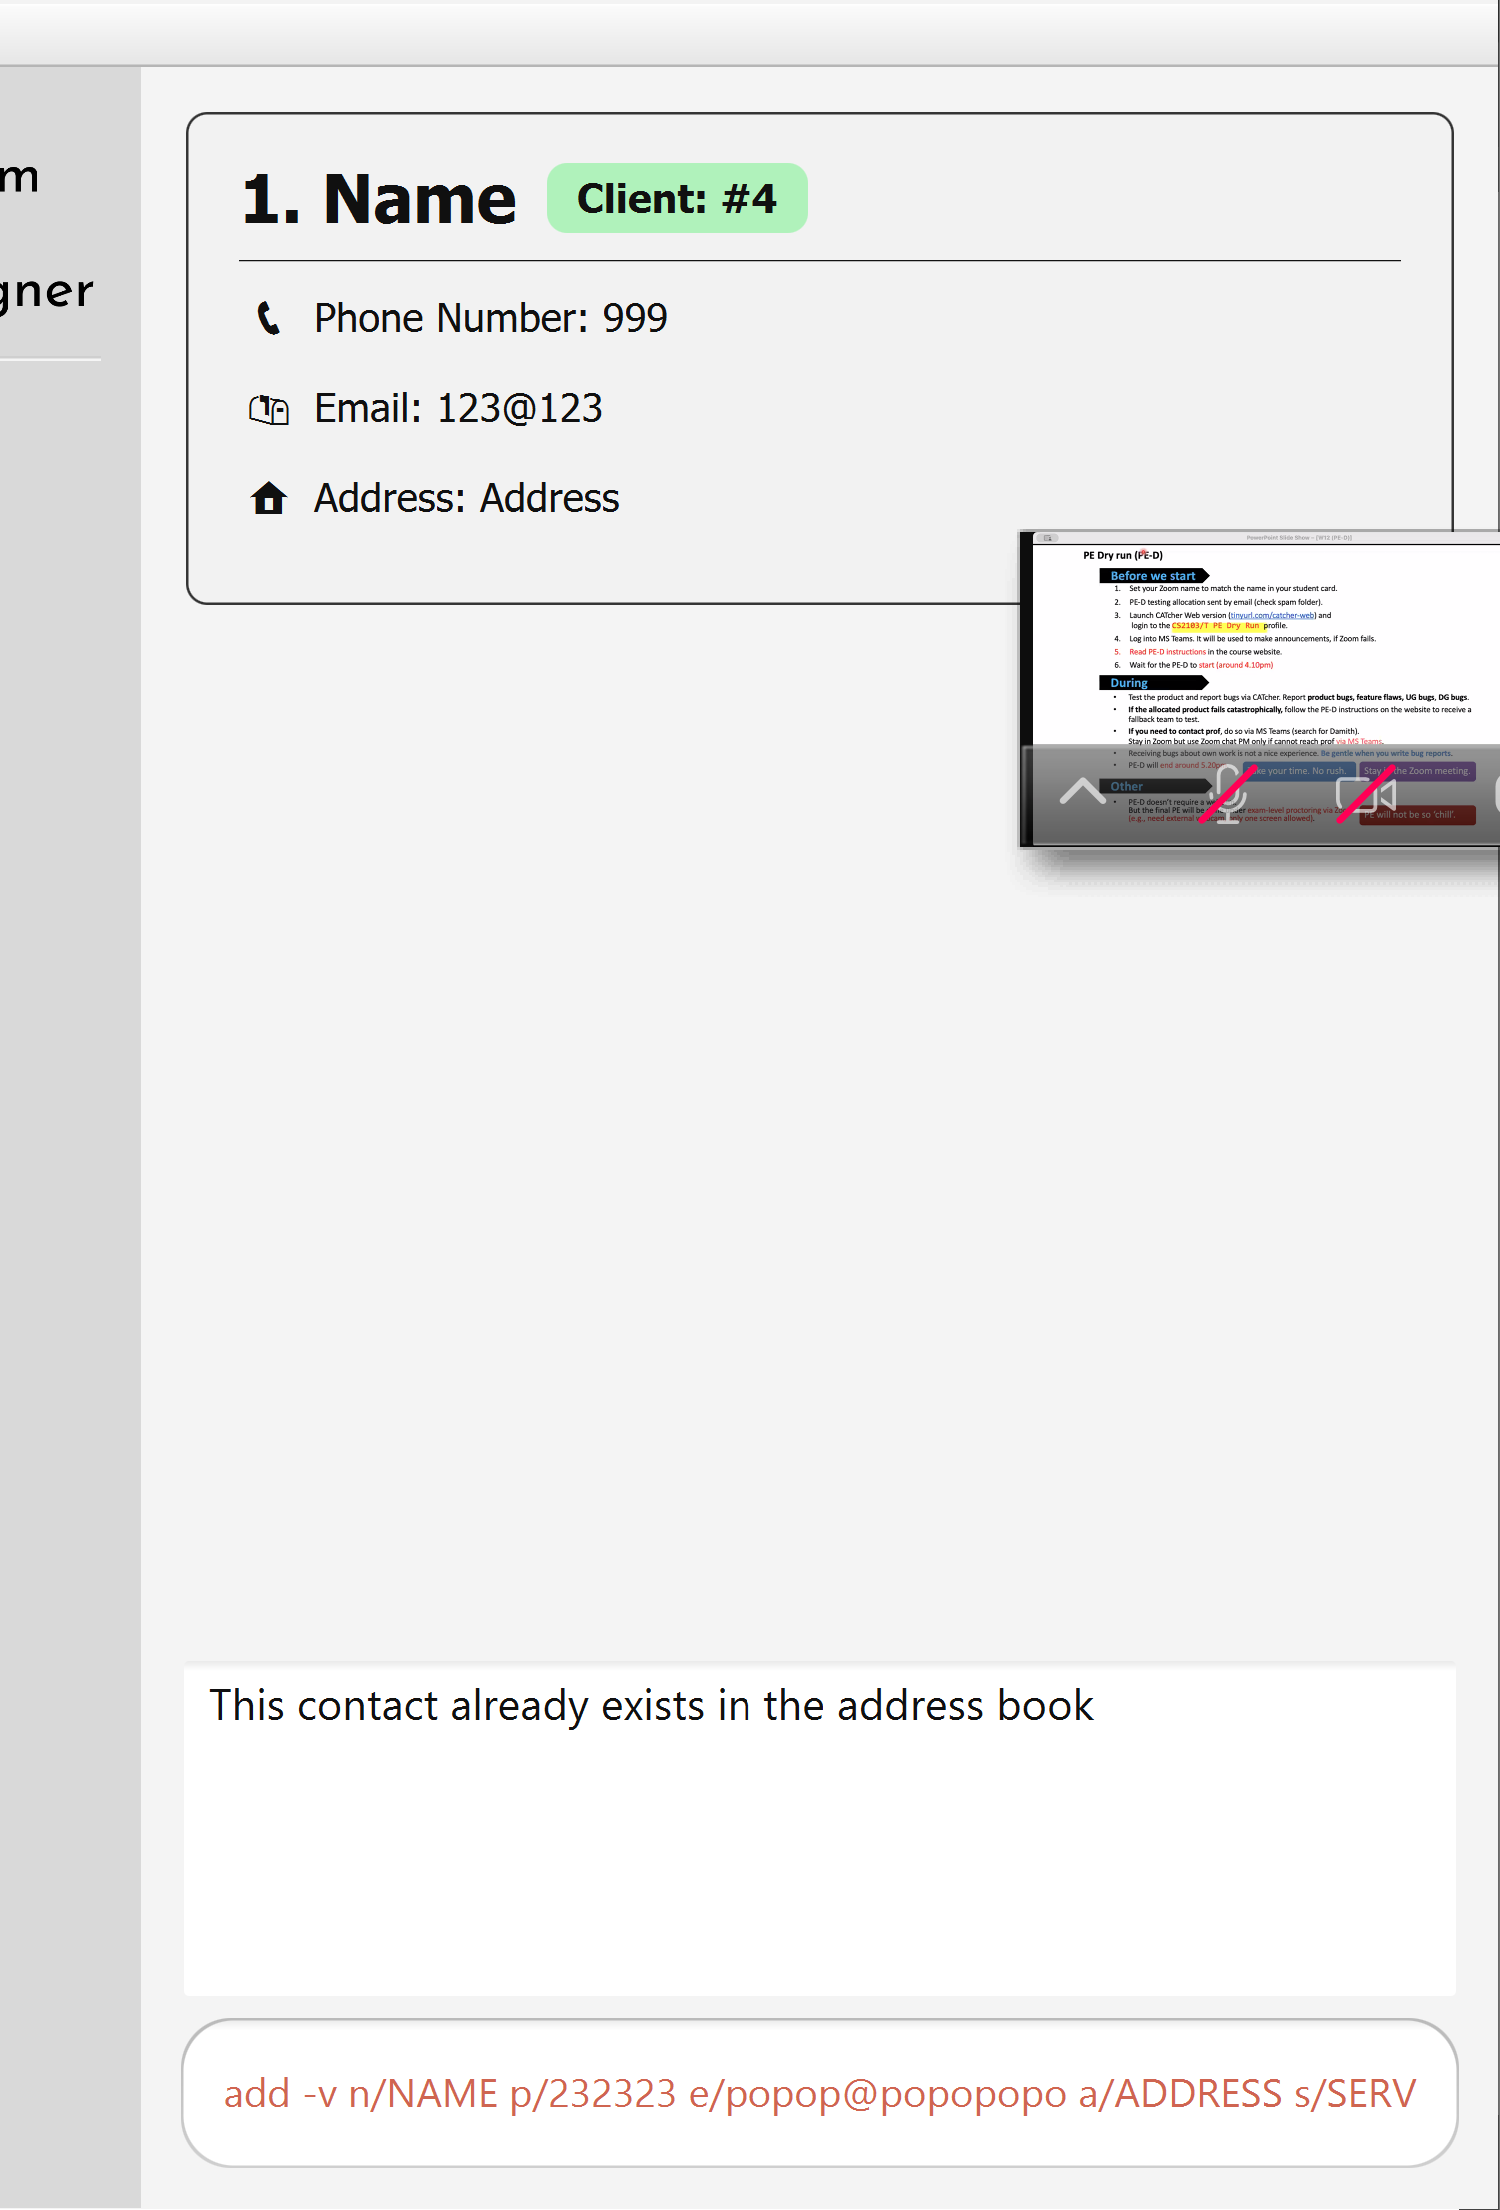 m
gner
1. Name Client: #4
Phone Number: 999
Email: 123@123
Address: Address
PowerPoint Slide Show - [W12 (PE-D)]
PE Dry run (PE-D)
Before we start
1. Set your Zoom name to match the name in your student card.
2. PE-D testing allocation sent by email (check spam folder).
3. Launch CATcher Web version (tinyurl.com/catcher-web) and
login to the CS2103/T PE Dry Run profile.
4. Log into MS Teams. It will be used to make announcements, if Zoom fails.
5. Read PE-D instructions in the course website.
6. Wait for the PE-D to start (around 4.10pm)
During
• Test the product and report bugs via CATcher. Report product bugs, feature flaws, UG bugs, DG bugs.
• If the allocated product fails catastrophically, follow the PE-D instructions on the website to receive a
fallback team to test.
• If you need to contact prof, do so via MS Teams (search for Damith).
Stay in Zoom but use Zoom chat PM only if cannot reach prof via MS Teams.
• Receiving bugs about own work is not a nice experience. Be gentle when you write bug reports.
• PE-D will end around 5.20p
ke your time. No rush.
Stay the Zoom meeting.
Other
• PE-D doesn't require a we
But the final PE will be der exam-level proctoring via Zo
(e.g., need external only one screen allowed).
PE will not be so 'chill'.
This contact already exists in the address book
add -v n/NAME p/232323 e/popop@popopopo a/ADDRESS s/SERV